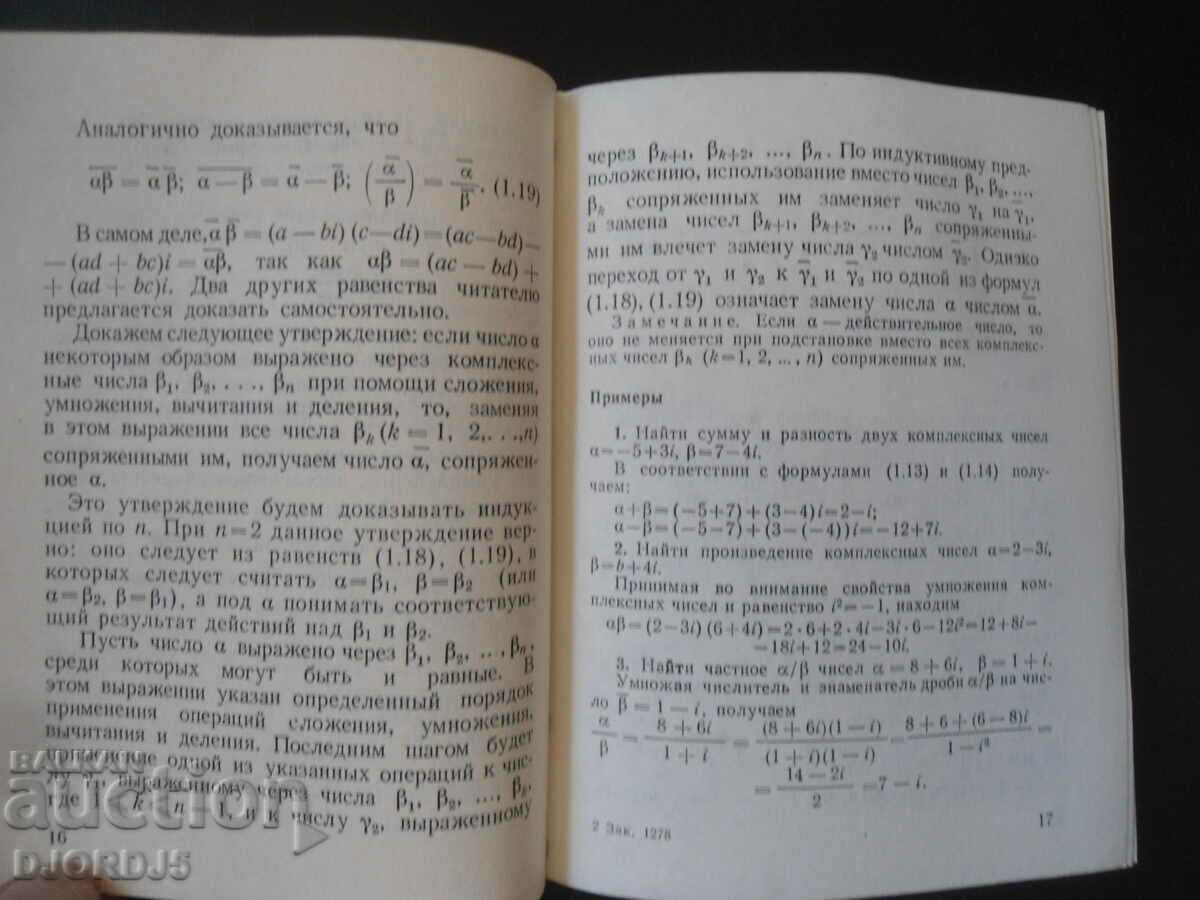 Аналогично доказывается, что
αβ = α β; α — β = α — β; (α/β) = α/β. (1.19)
В самом деле, α β = (a — bi) (c—di)=(ac—bd)—
—(ad + bc)i = αβ, так как αβ = (ac — bd) +
+ (ad + bc)i. Два других равенства читателю
предлагается доказать самостоятельно.
Докажем следующее утверждение: если число α
некоторым образом выражено через комплекс-
ные числа β₁, β₂, . . . , βₙ при помощи сложения,
умножения, вычитания и деления, то, заменяя
в этом выражении все числа βₖ(k = 1, 2,. . .,n)
сопряженными им, получаем число ᾱ, сопряжен-
ное α.
Это утверждение будем доказывать индук-
цией по n. При n=2 данное утверждение вер-
но: оно следует из равенств (1.18), (1.19), в
которых следует считать α=β₁, β=β₂ (или
α=β₂, β=β₁), а под α понимать соответствую-
щий результат действий над β₁ и β₂.
Пусть число α выражено через β₁, β₂, ..., βₙ,
среди которых могут быть и равные. В
этом выражении указан определенный порядок
применения операций сложения, умножения,
вычитания и деления. Последним шагом будет
одной из указанных операций к чис-
лу γ₁, выраженному через числа β₁, β₂, ..., βₖ,
где 1 k n и к числу γ₂, выраженному
16
через βₖ₊₁, βₖ₊₂, ..., βₙ. По индуктивному пред-
положению, использование вместо чисел β₁, β₂, ...,
βₖ сопряженных им заменяет число γ₁ на γ̄₁,
а замена чисел βₖ₊₁, βₖ₊₂, ..., βₙ сопряженны-
ми им влечет замену числа γ₂ числом γ̄₂. Однако
переход от γ₁ и γ₂ к γ̄₁ и γ̄₂ по одной из формул
(1.18), (1.19) означает замену числа α числом ᾱ.
Замечание. Если α — действительное число, то
оно не меняется при подстановке вместо всех комплекс-
ных чисел βₖ (k=1, 2, ..., n) сопряженных им.
Примеры
1. Найти сумму и разность двух комплексных чисел
α=—5+3i, β=7—4i.
В соответствии с формулами (1.13) и (1.14) полу-
чаем:
α+β=(—5+7)+(3—4)i=2—i;
α—β=(—5—7)+(3—(—4))i=—12+7i.
2. Найти произведение комплексных чисел α=2—3i,
β=b+4i.
Принимая во внимание свойства умножения ком-
плексных чисел и равенство i²=—1, находим
αβ=(2—3i) (6+4i)=2·6+2·4i—3i·6—12i²=12+8i—
—18i+12=24—10i.
3. Найти частное α/β чисел α=8+6i, β=1+i.
Умножая числитель и знаменатель дроби α/β на чис-
ло β̄=1—i, получаем
α/β = (8 + 6i)/(1 + i) = (8 + 6i)(1 — i)/(1 + i)(1 — i) = (8 + 6 + (6 — 8)i)/(1 — i²) =
= (14 — 2i)/2 = 7 — i.
2 Зак. 1278
17
BALKAN
auction
DJORDJ5